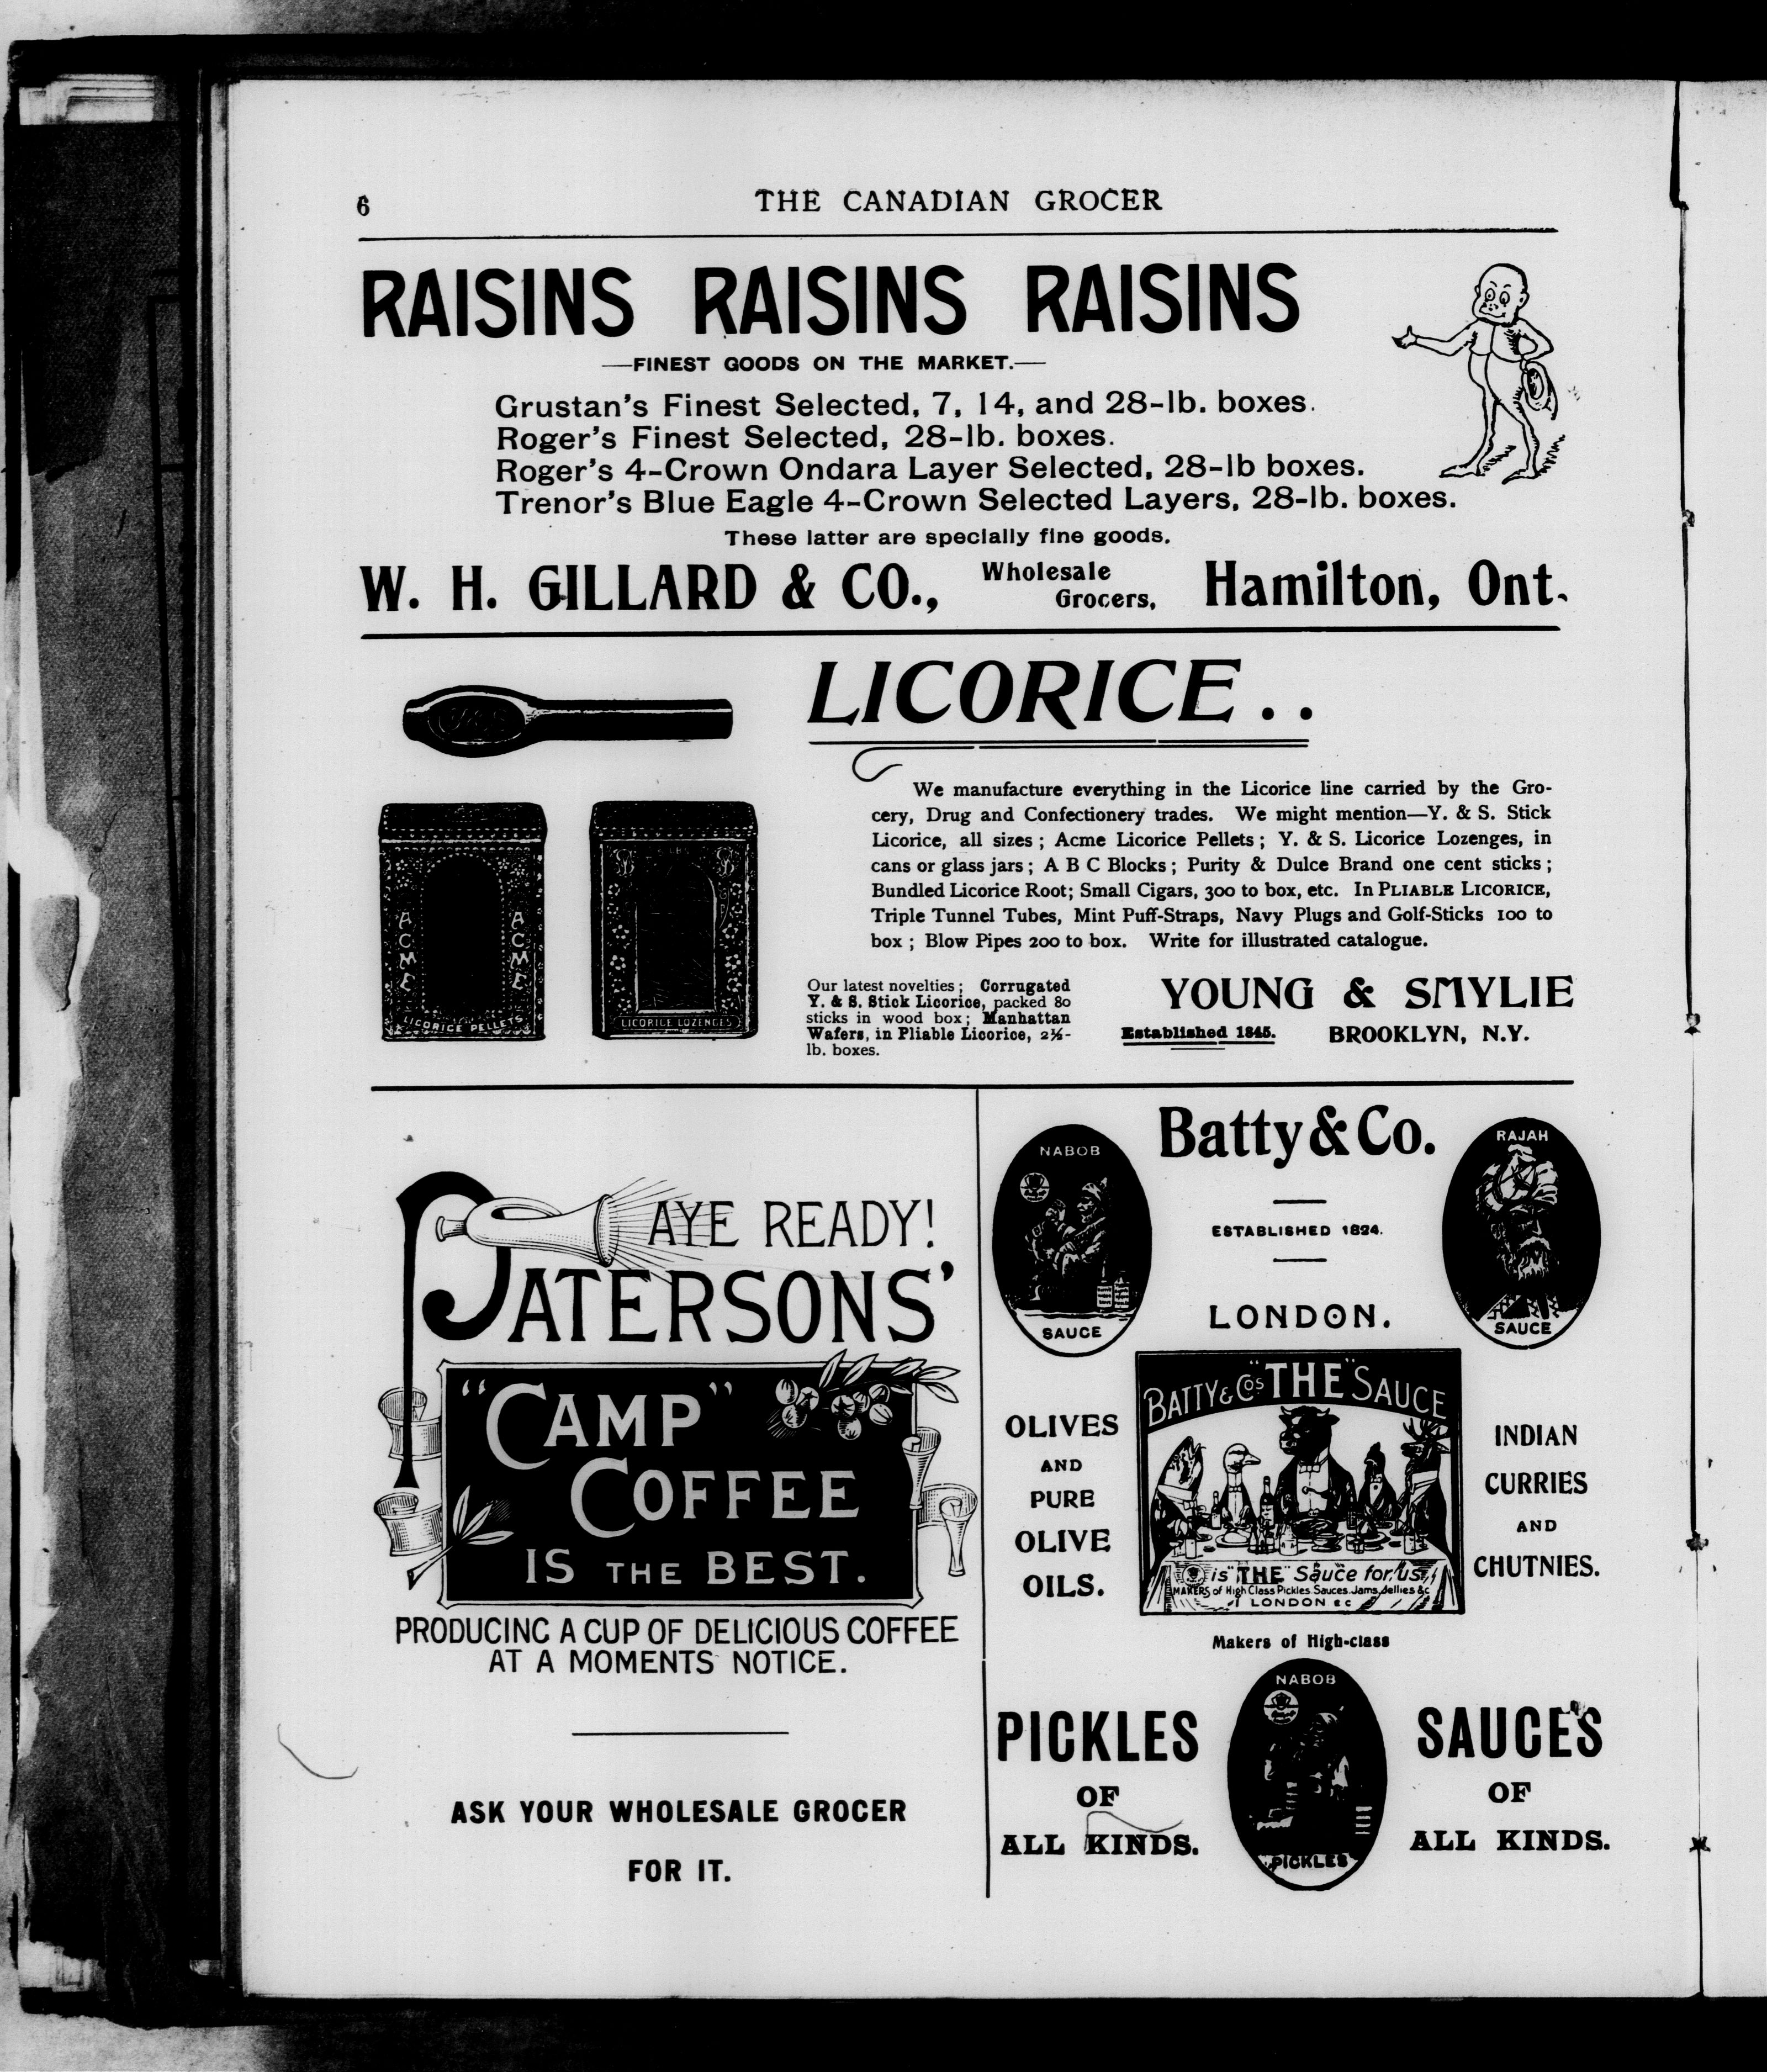 6
THE CANADIAN GROCER
RAISINS RAISINS RAISINS
—FINEST GOODS ON THE MARKET.—
Grustan's Finest Selected, 7, 14, and 28-lb. boxes.
Roger's Finest Selected, 28-lb. boxes.
Roger's 4-Crown Ondara Layer Selected, 28-lb boxes.
Trenor's Blue Eagle 4-Crown Selected Layers, 28-lb. boxes.
These latter are specially fine goods.
W. H. GILLARD & CO., Wholesale Grocers, Hamilton, Ont.
LICORICE..
We manufacture everything in the Licorice line carried by the Gro-
cery, Drug and Confectionery trades. We might mention—Y. & S. Stick
Licorice, all sizes; Acme Licorice Pellets; Y. & S. Licorice Lozenges, in
cans or glass jars; A B C Blocks; Purity & Dulce Brand one cent sticks;
Bundled Licorice Root; Small Cigars, 300 to box, etc. In PLIABLE LICORICE,
Triple Tunnel Tubes, Mint Puff-Straps, Navy Plugs and Golf-Sticks 100 to
box; Blow Pipes 200 to box. Write for illustrated catalogue.
ACME
ACME
LICORICE PELLETS
LICORICE LOZENGES
Our latest novelties; Corrugated
Y. & S. Stick Licorice, packed 80
sticks in wood box; Manhattan
Wafers, in Pliable Licorice, 2½-
lb. boxes.
YOUNG & SMYLIE
Established 1845. BROOKLYN, N.Y.
AYE READY!
PATERSONS'
"CAMP"
COFFEE
IS THE BEST.
PRODUCING A CUP OF DELICIOUS COFFEE
AT A MOMENTS NOTICE.
ASK YOUR WHOLESALE GROCER
FOR IT.
Batty & Co.
NABOB
SAUCE
RAJAH
SAUCE
ESTABLISHED 1824.
LONDON.
OLIVES
AND
PURE
OLIVE
OILS.
BATTY & Co's "THE" SAUCE
is "THE" Sauce for us
MAKERS of High Class Pickles. Sauces. Jams, Jellies &c
LONDON E C
INDIAN
CURRIES
AND
CHUTNIES.
Makers of High-class
PICKLES
OF
ALL KINDS.
NABOB
PICKLES
SAUCES
OF
ALL KINDS.